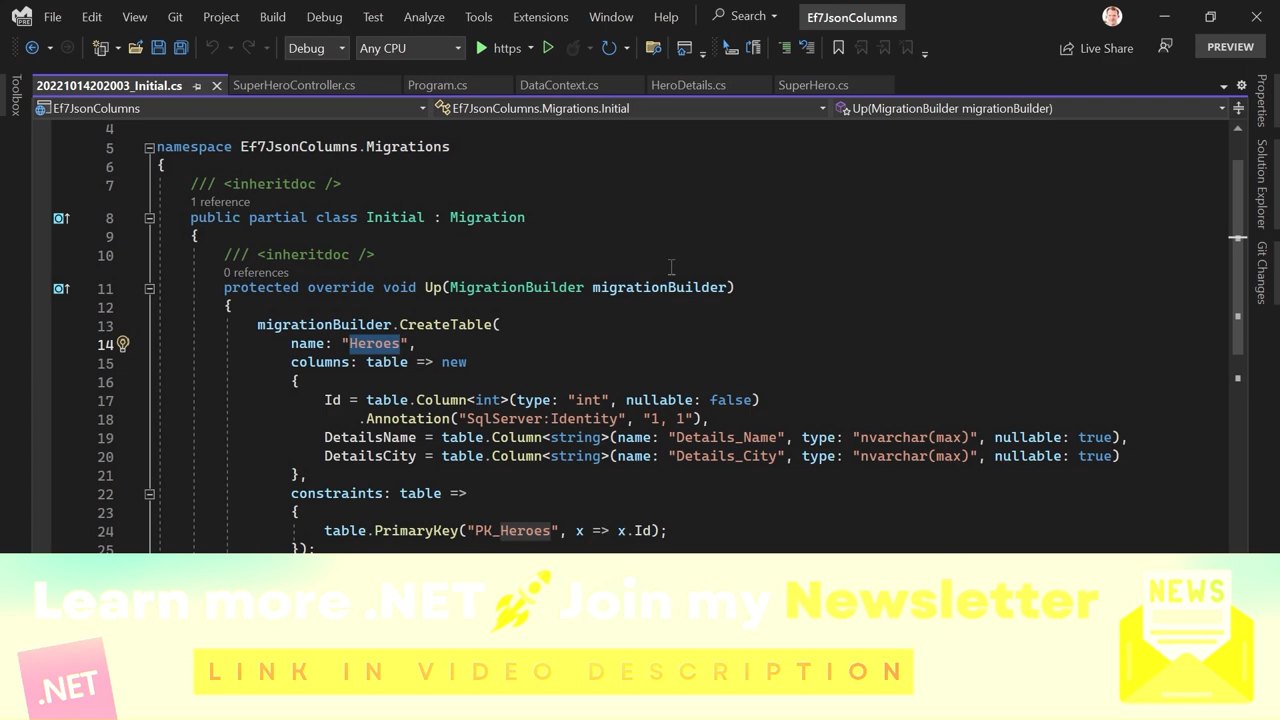 File Edit View Git Project Build Debug Test Analyze Tools Extensions Window Help Search Ef7JsonColumns
Debug Any CPU https Live Share PREVIEW
20221014202003_Initial.cs SuperHeroController.cs Program.cs DataContext.cs HeroDetails.cs SuperHero.cs
Ef7JsonColumns Ef7JsonColumns.Migrations.Initial Up(MigrationBuilder migrationBuilder)
Toolbox
Properties
Solution Explorer
Git Changes
4
5 namespace Ef7JsonColumns.Migrations
6 {
7 /// <inheritdoc />
1 reference
8 public partial class Initial : Migration
9 {
10 /// <inheritdoc />
0 references
11 protected override void Up(MigrationBuilder migrationBuilder)
12 {
13 migrationBuilder.CreateTable(
14 name: "Heroes",
15 columns: table => new
16 {
17 Id = table.Column<int>(type: "int", nullable: false)
18 .Annotation("SqlServer:Identity", "1, 1"),
19 DetailsName = table.Column<string>(name: "Details_Name", type: "nvarchar(max)", nullable: true),
20 DetailsCity = table.Column<string>(name: "Details_City", type: "nvarchar(max)", nullable: true)
21 },
22 constraints: table =>
23 {
24 table.PrimaryKey("PK_Heroes", x => x.Id);
25 });
Learn more .NET Join my Newsletter
NEWS
LINK IN VIDEO DESCRIPTION
.NET